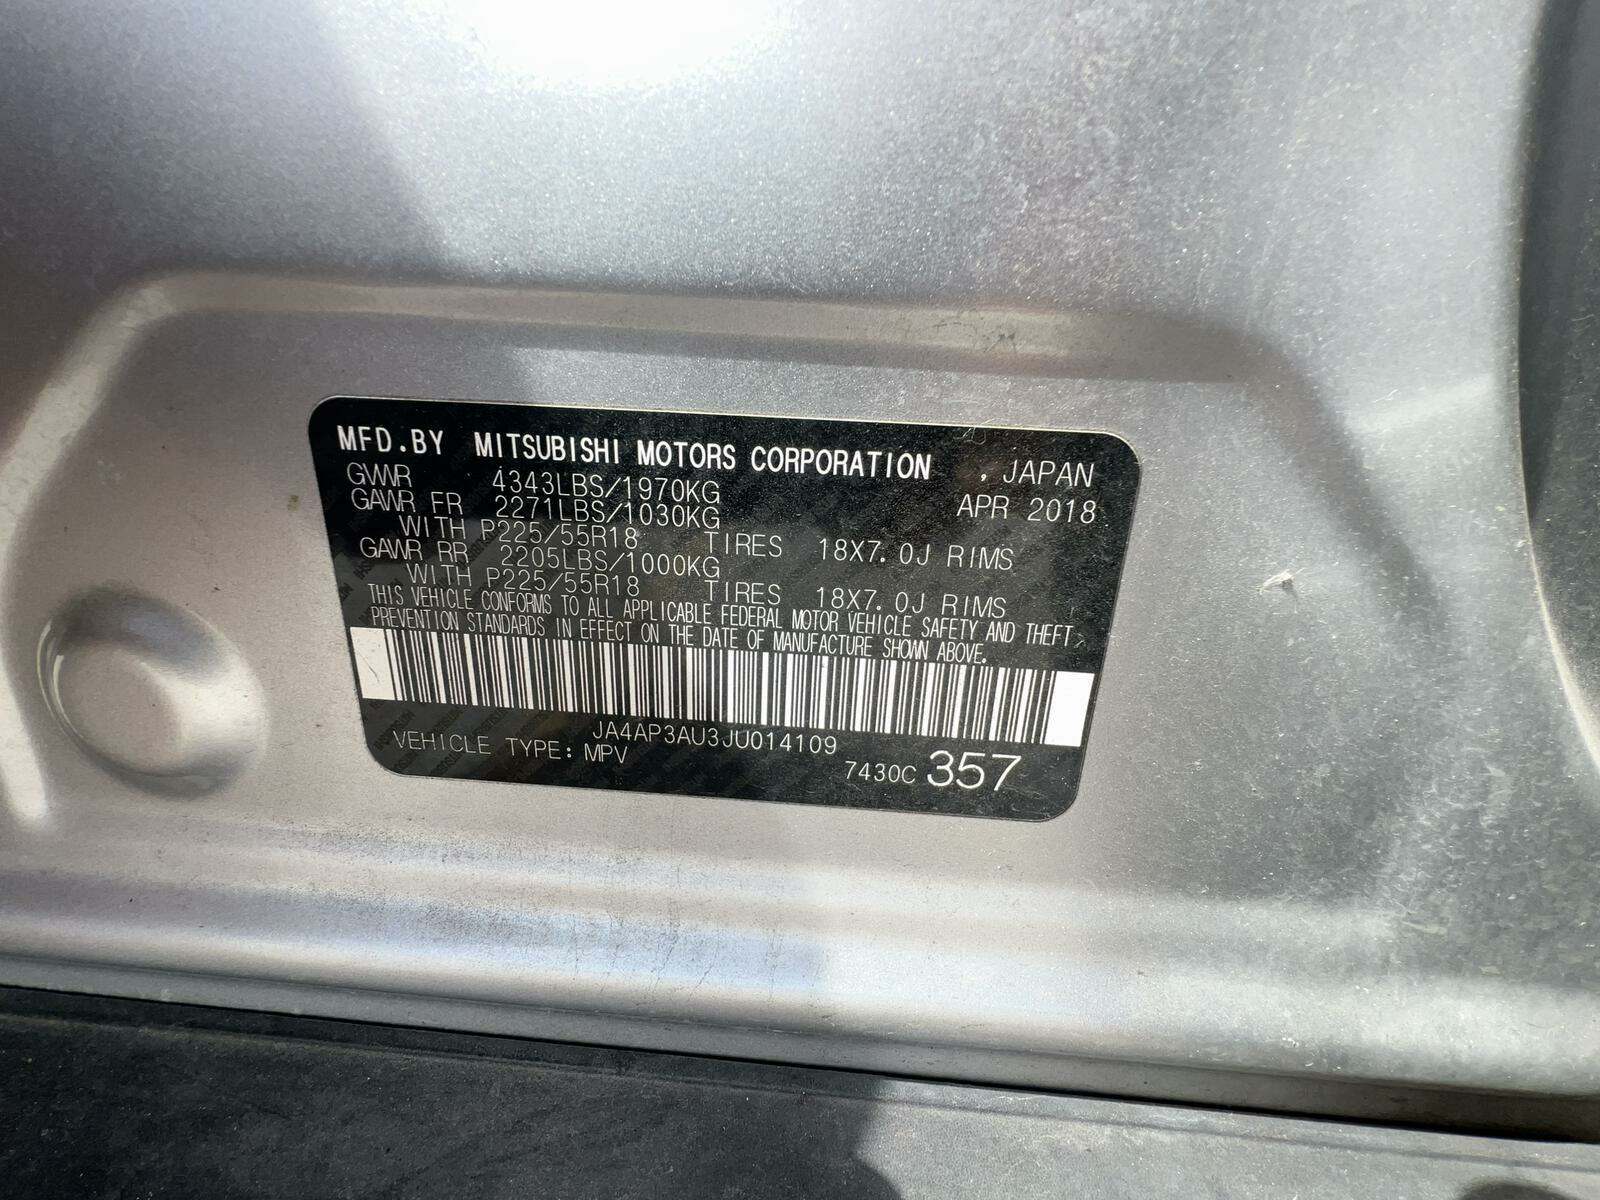 MFD.BY MITSUBISHI MOTORS CORPORATION , JAPAN
GVWR 4343LBS/1970KG APR 2018
GAWR FR 2271LBS/1030KG
WITH P225/55R18 TIRES 18X7.0J RIMS
GAWR RR 2205LBS/1000KG
WITH P225/55R18 TIRES 18X7.0J RIMS
THIS VEHICLE CONFORMS TO ALL APPLICABLE FEDERAL MOTOR VEHICLE SAFETY AND THEFT
PREVENTION STANDARDS IN EFFECT ON THE DATE OF MANUFACTURE SHOWN ABOVE.
JA4AP3AU3JU014109
VEHICLE TYPE: MPV
7430C 357